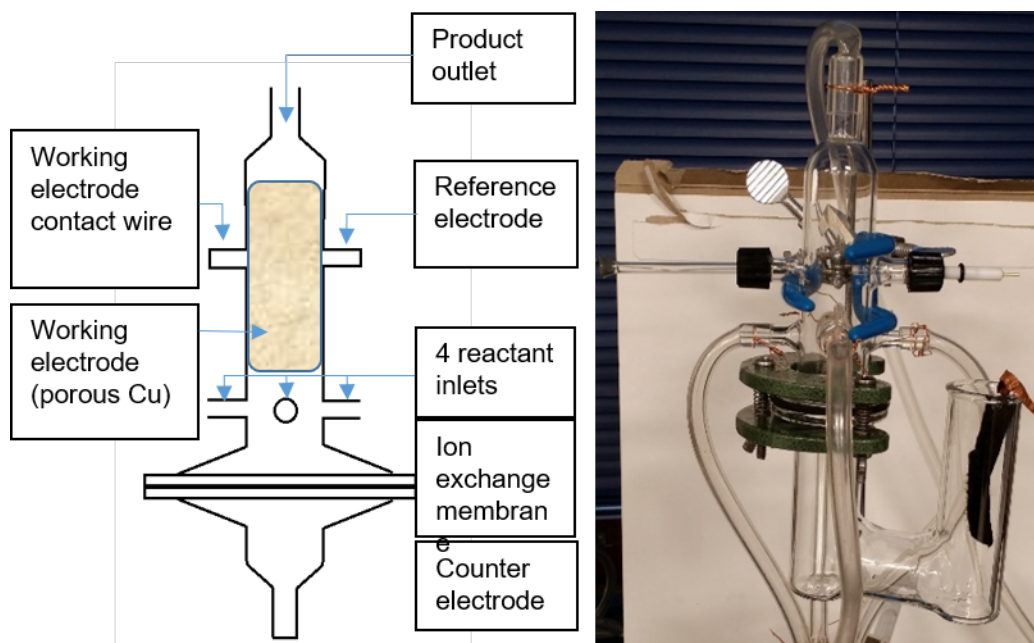 Product
outlet
Working
electrode
contact wire
Reference
electrode
Working
electrode
(porous Cu)
4 reactant
inlets
Ion
exchange
membran
e
Counter
electrode